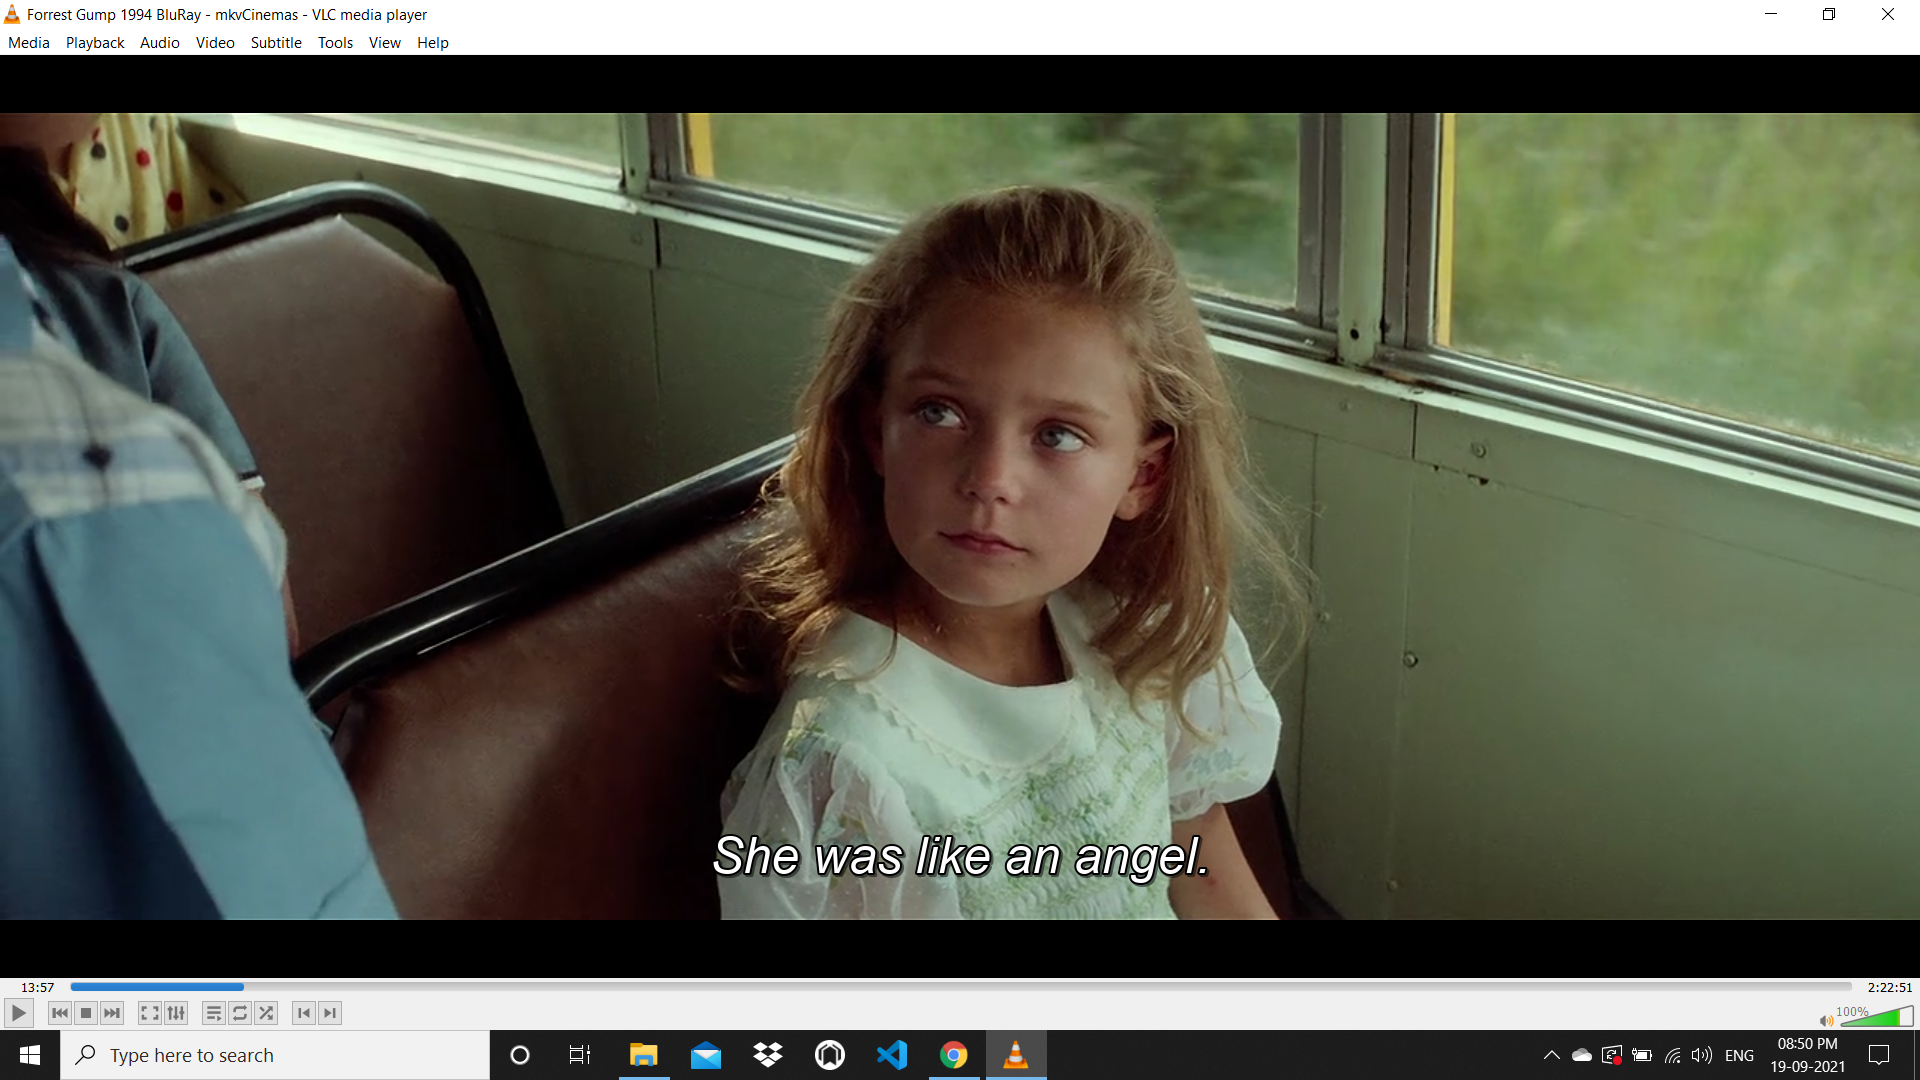 Forrest Gump 1994 BluRay - mkvCinemas - VLC media player
Media Playback Audio Video Subtitle Tools View Help
She was like an angel.
13:57
2:22:51
100%
Type here to search
ENG
08:50 PM
19-09-2021